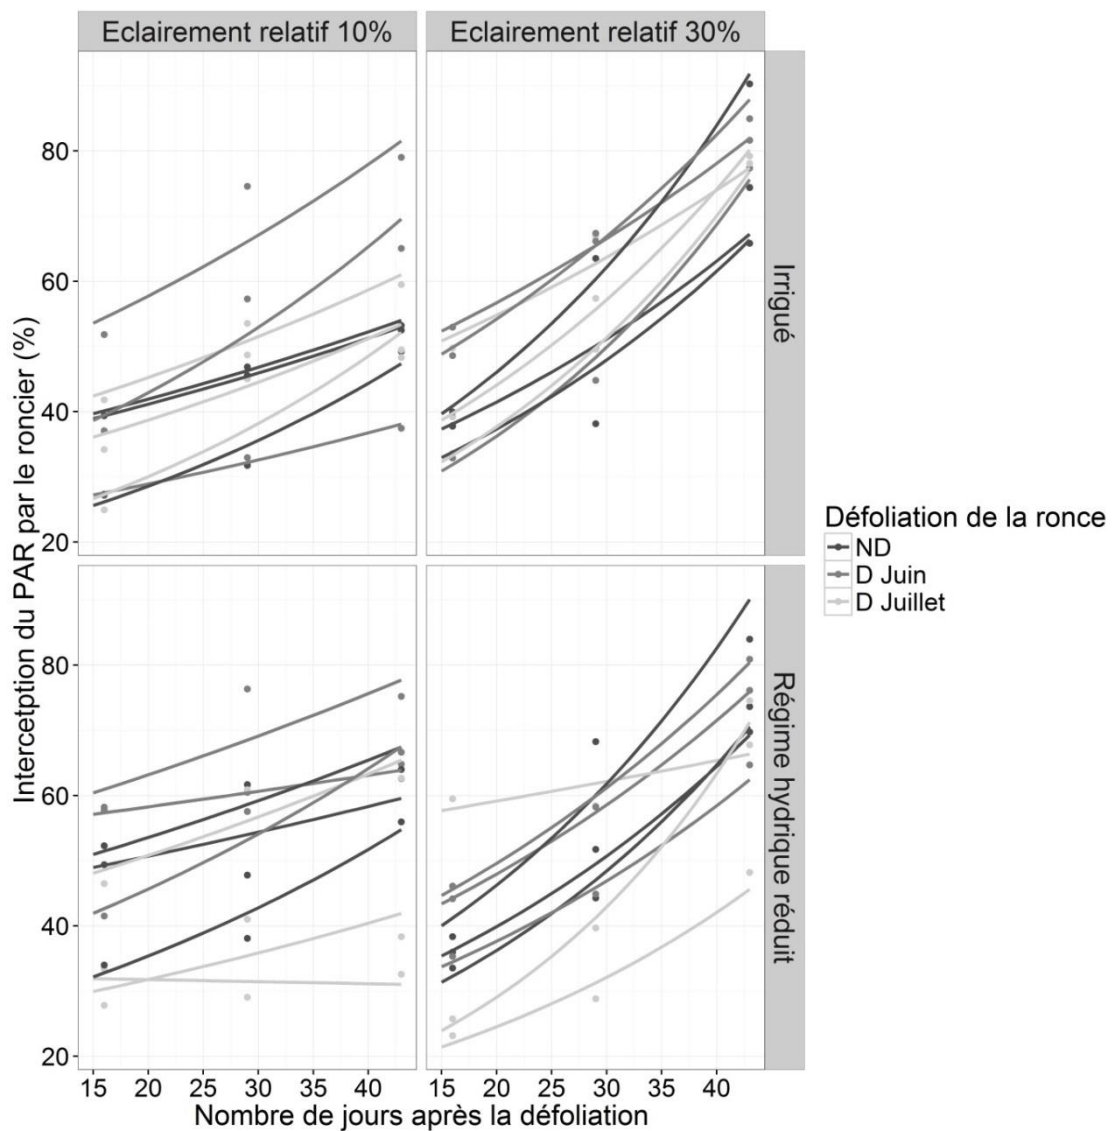 Eclairement relatif 10%
Eclairement relatif 30%
80
60
40
20
Irrigué
80
60
40
20
Régime hydrique réduit
Intercetption du PAR par le roncier (%)
15 20 25 30 35 40
15 20 25 30 35 40
Nombre de jours après la défoliation
Défoliation de la ronce
ND
D Juin
D Juillet